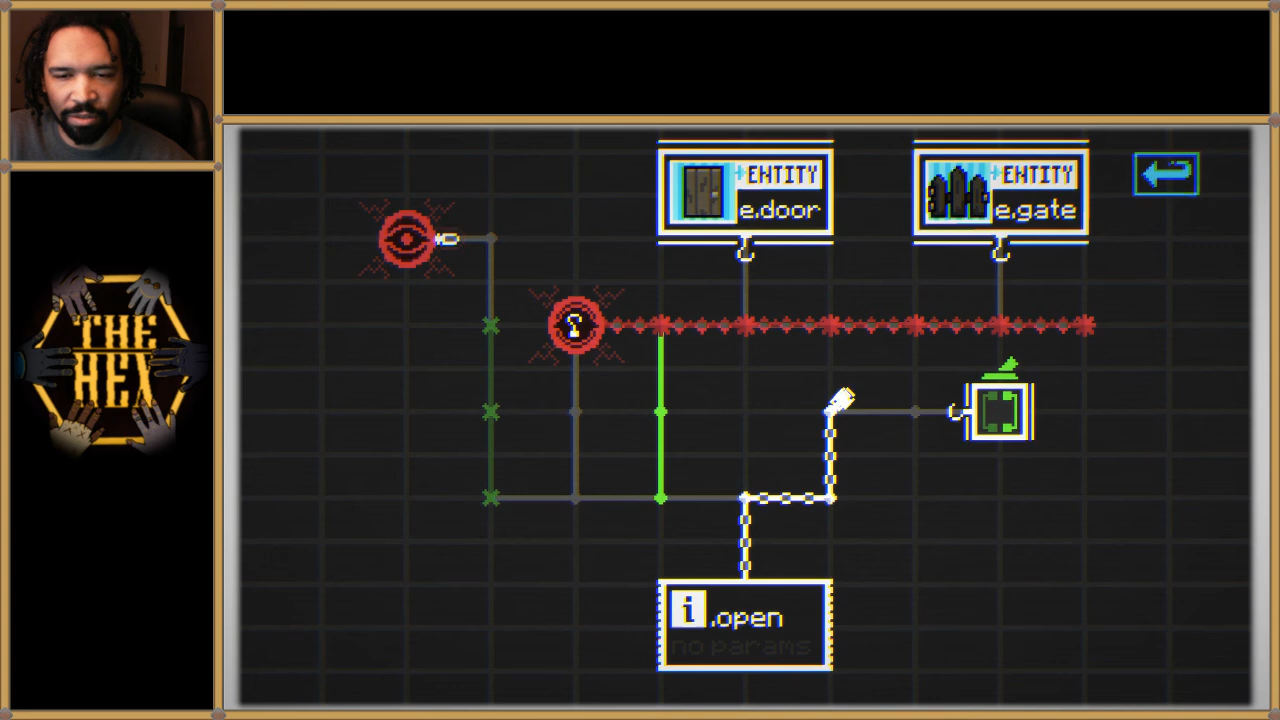 ENTITY
e.door
ENTITY
e.gate
THE
HEX
i .open
no params